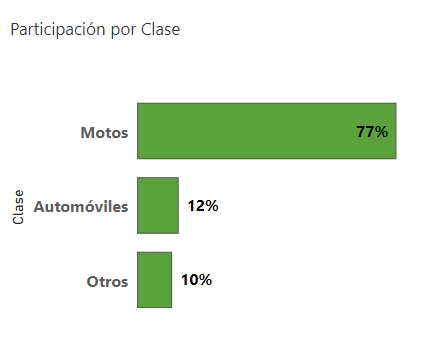 Participación por Clase
Clase
Motos 77%
Automóviles 12%
Otros 10%